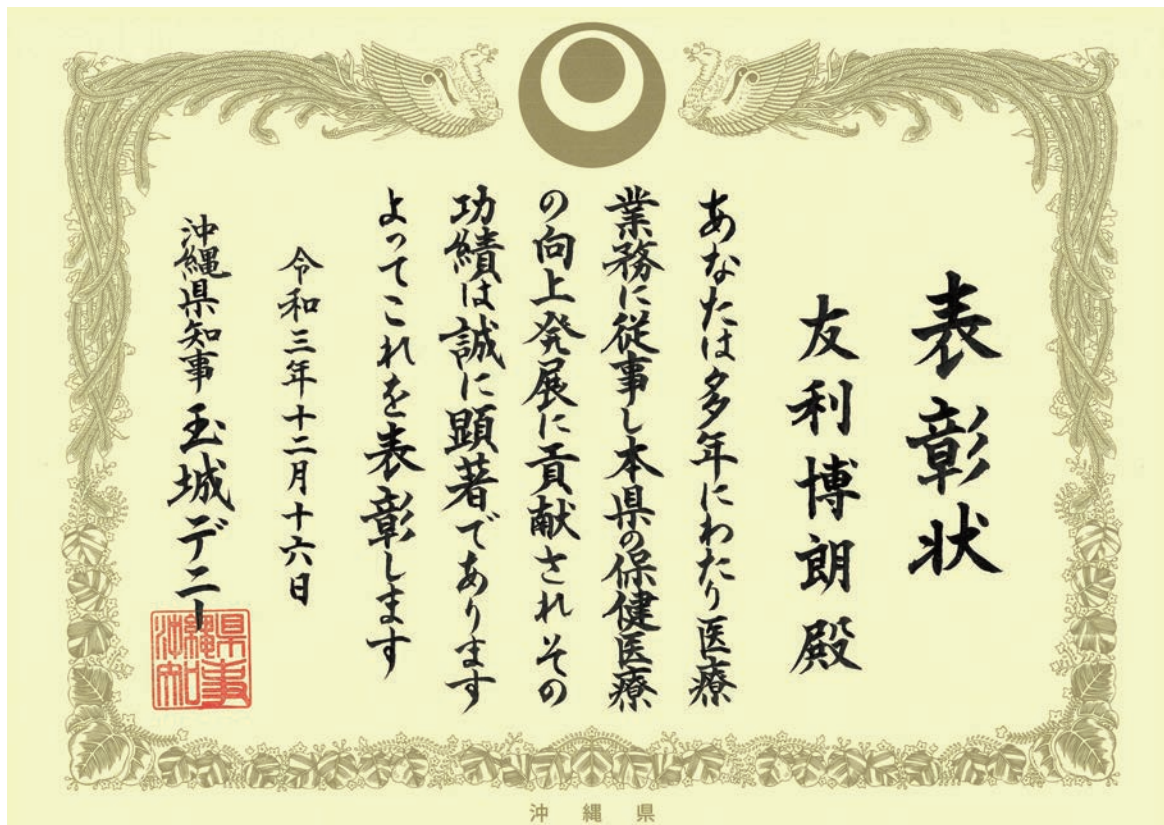 表彰状
友利博朗殿
あなたは多年にわたり医療
業務に従事し本県の保健医療
の向上発展に貢献されその
功績は誠に顕著であります
よってこれを表彰します
令和三年十二月十六日
沖縄県知事 玉城デニー
沖縄県知事
沖縄県